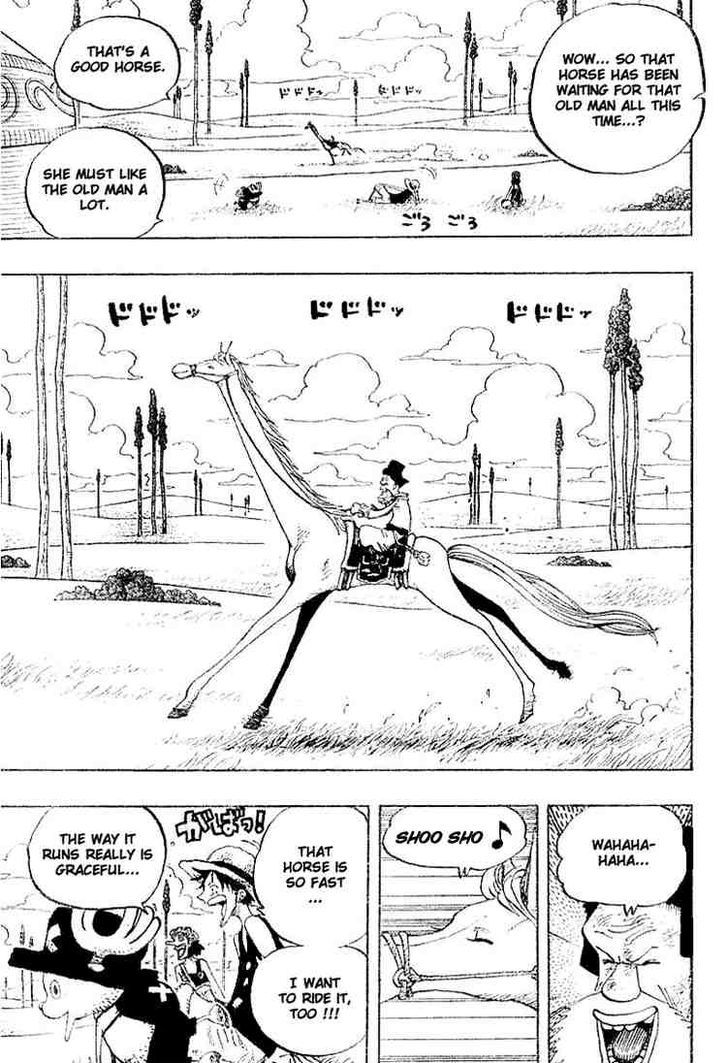 WOW... SO THAT
HORSE HAS BEEN
WAITING FOR THAT
OLD MAN ALL THIS
TIME...?
THAT'S A
GOOD HORSE.
SHE MUST LIKE
THE OLD MAN A
LOT.
ドドドッ ドドドッ
ごろ ごろ
ドドドッ ドドドッ ドドドッ
WAHAHA-
HAHA...
SHOO SHO ♪
がばっ!
THAT
HORSE IS
SO FAST
...
I WANT
TO RIDE IT,
TOO !!!
THE WAY IT
RUNS REALLY IS
GRACEFUL...